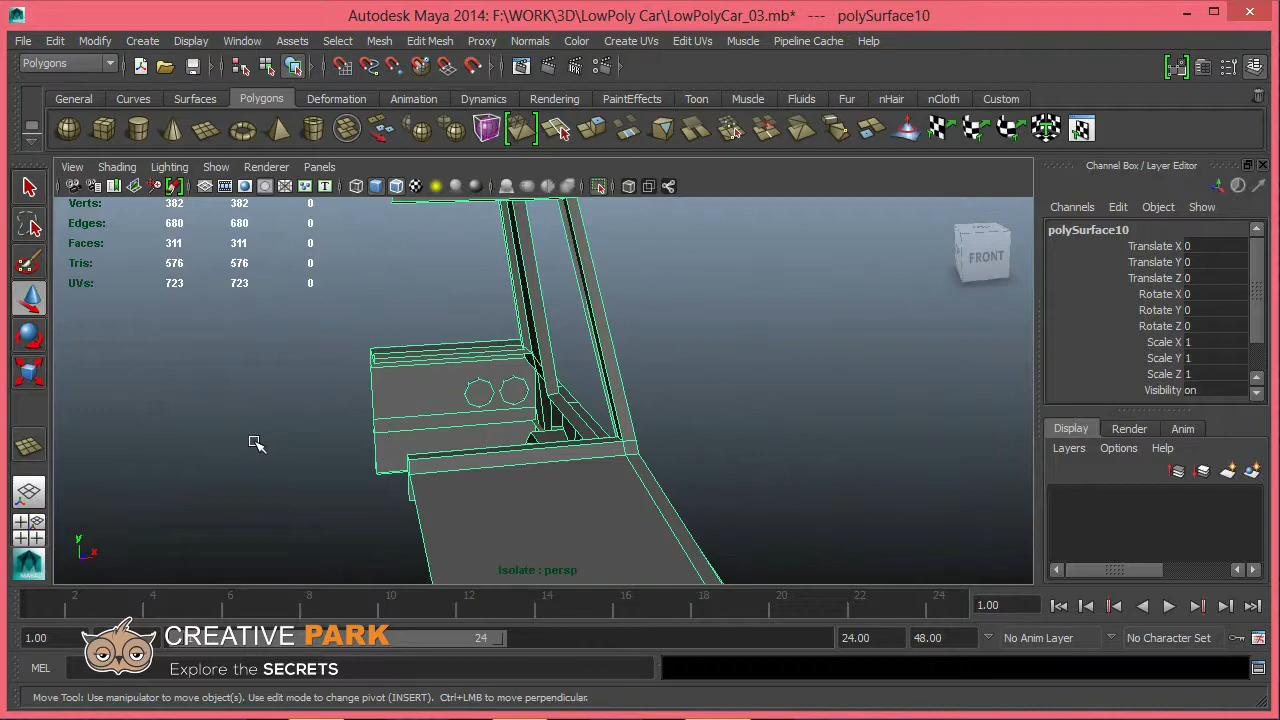 Autodesk Maya 2014: F:\WORK\3D\LowPoly Car\LowPolyCar_03.mb* --- polySurface10
File Edit Modify Create Display Window Assets Select Mesh Edit Mesh Proxy Normals Color Create UVs Edit UVs Muscle Pipeline Cache Help
Polygons
General Curves Surfaces Polygons Deformation Animation Dynamics Rendering PaintEffects Toon Muscle Fluids Fur nHair nCloth Custom
View Shading Lighting Show Renderer Panels
Channel Box / Layer Editor
Channels Edit Object Show
Verts: 382 382 0
Edges: 680 680 0
Faces: 311 311 0
Tris: 576 576 0
UVs: 723 723 0
FRONT
polySurface10
Translate X 0
Translate Y 0
Translate Z 0
Rotate X 0
Rotate Y 0
Rotate Z 0
Scale X 1
Scale Y 1
Scale Z 1
Visibility on
Display Render Anim
Layers Options Help
y
x
Isolate : persp
2 4 6 8 10 12 14 16 18 20 22 24
1.00
1.00 24 24.00 48.00 No Anim Layer No Character Set
CREATIVE PARK
Explore the SECRETS
MEL
Move Tool: Use manipulator to move object(s). Use edit mode to change pivot (INSERT). Ctrl+LMB to move perpendicular.